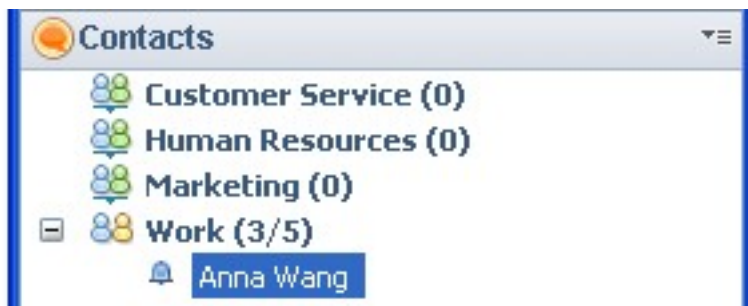 Contacts
Customer Service (0)
Human Resources (0)
Marketing (0)
Work (3/5)
Anna Wang